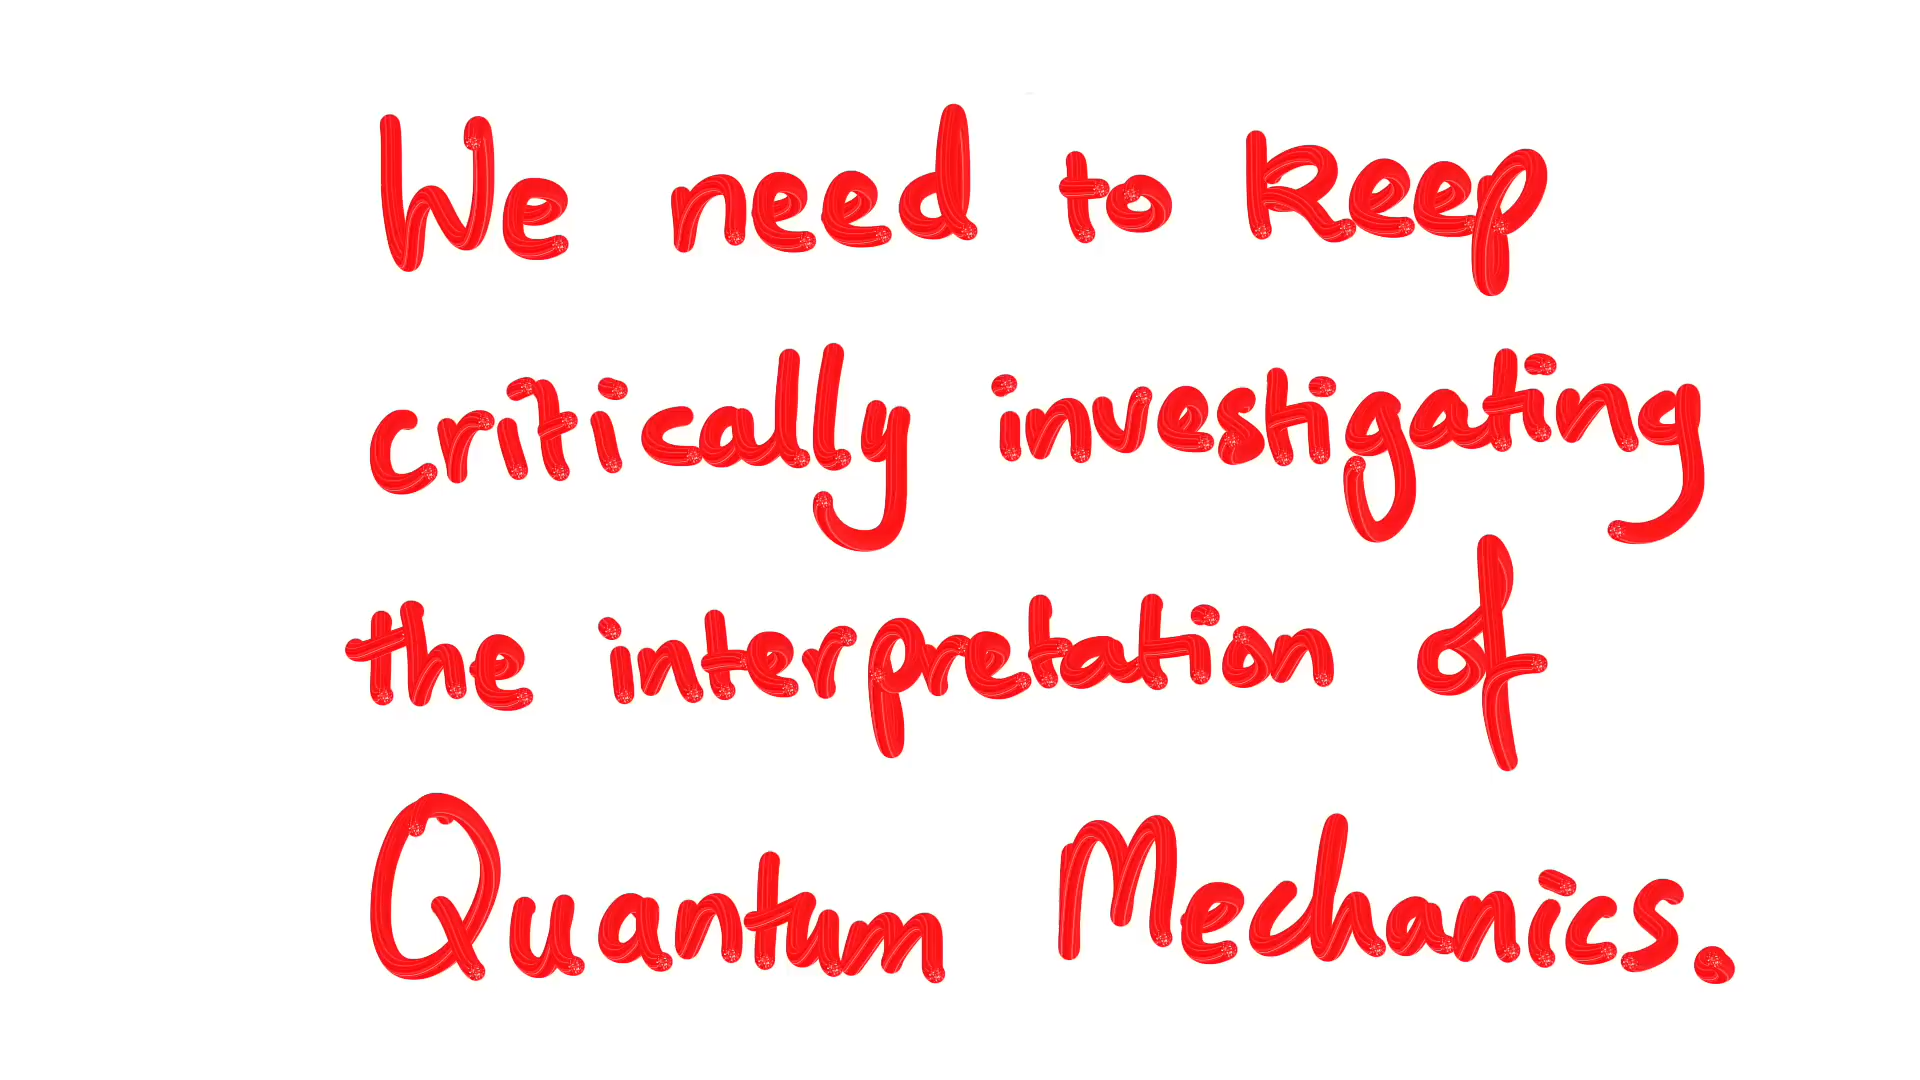 We need to keep
critically investigating
the interpretation of
Quantum Mechanics.